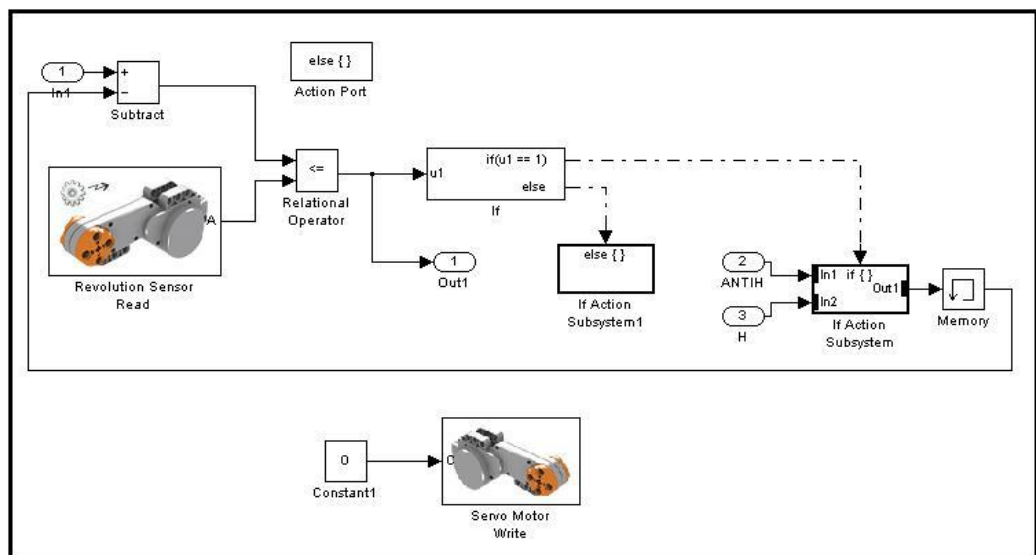 1
In1
+
−
Subtract
else { }
Action Port
A
Revolution Sensor
Read
<=
Relational
Operator
u1
if(u1 == 1)
else
If
1
Out1
else { }
If Action
Subsystem1
2
ANTIH
3
H
In1
if { }
Out1
In2
If Action
Subsystem
Memory
0
Constant1
C
Servo Motor
Write